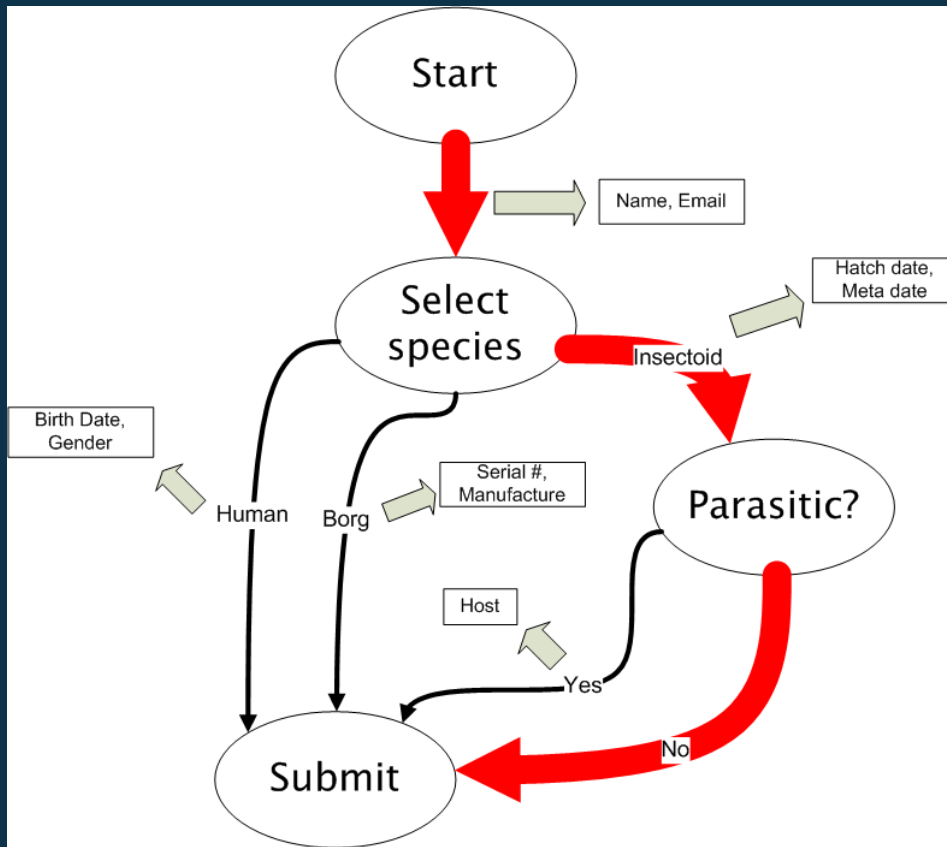 Start
Name, Email
Select
species
Hatch date,
Meta date
Insectoid
Birth Date,
Gender
Serial #,
Manufacture
Human
Borg
Parasitic?
Host
Yes
No
Submit